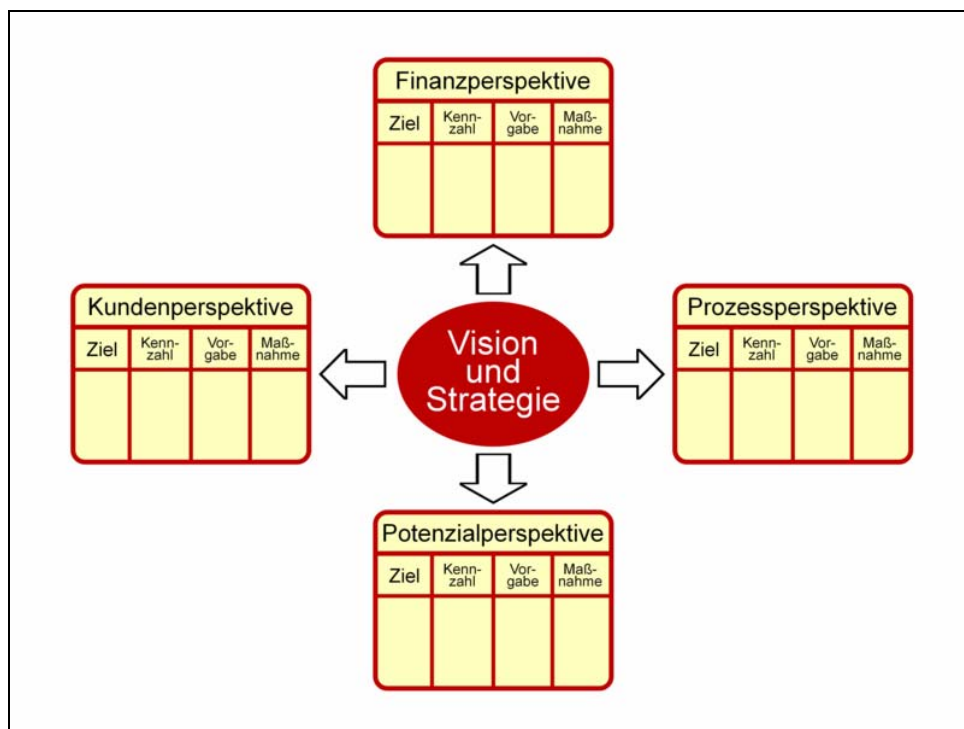 Finanzperspektive
Ziel
Kenn-
zahl
Vor-
gabe
Maß-
nahme
Kundenperspektive
Ziel
Kenn-
zahl
Vor-
gabe
Maß-
nahme
Vision
und
Strategie
Prozessperspektive
Ziel
Kenn-
zahl
Vor-
gabe
Maß-
nahme
Potenzialperspektive
Ziel
Kenn-
zahl
Vor-
gabe
Maß-
nahme